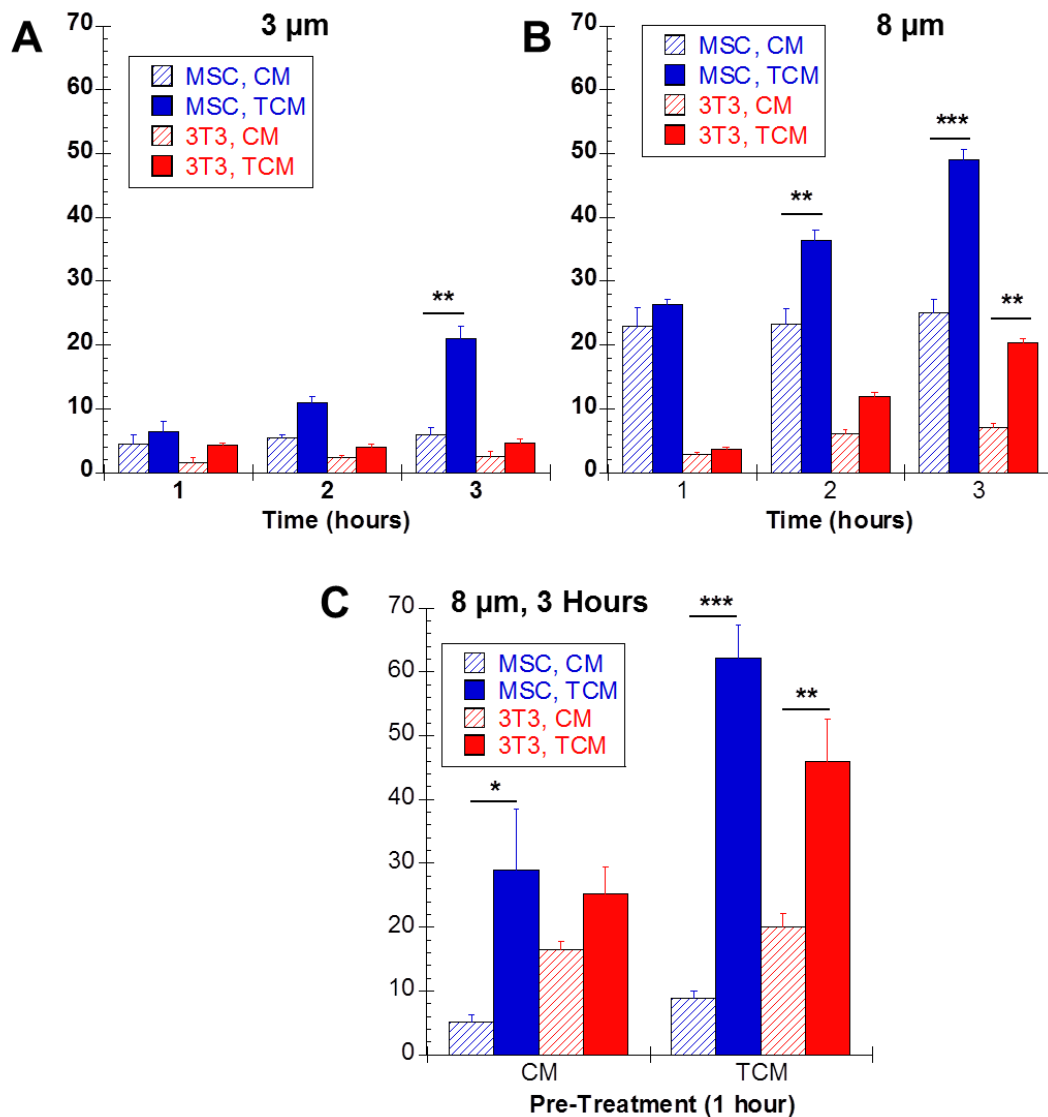 A
3 µm
70
60
50
40
30
20
10
0
MSC, CM
MSC, TCM
3T3, CM
3T3, TCM
**
1 2 3
Time (hours)
B
8 µm
70
60
50
40
30
20
10
0
MSC, CM
MSC, TCM
3T3, CM
3T3, TCM
**
***
**
1 2 3
Time (hours)
C
8 µm, 3 Hours
70
60
50
40
30
20
10
0
MSC, CM
MSC, TCM
3T3, CM
3T3, TCM
*
***
**
CM TCM
Pre-Treatment (1 hour)